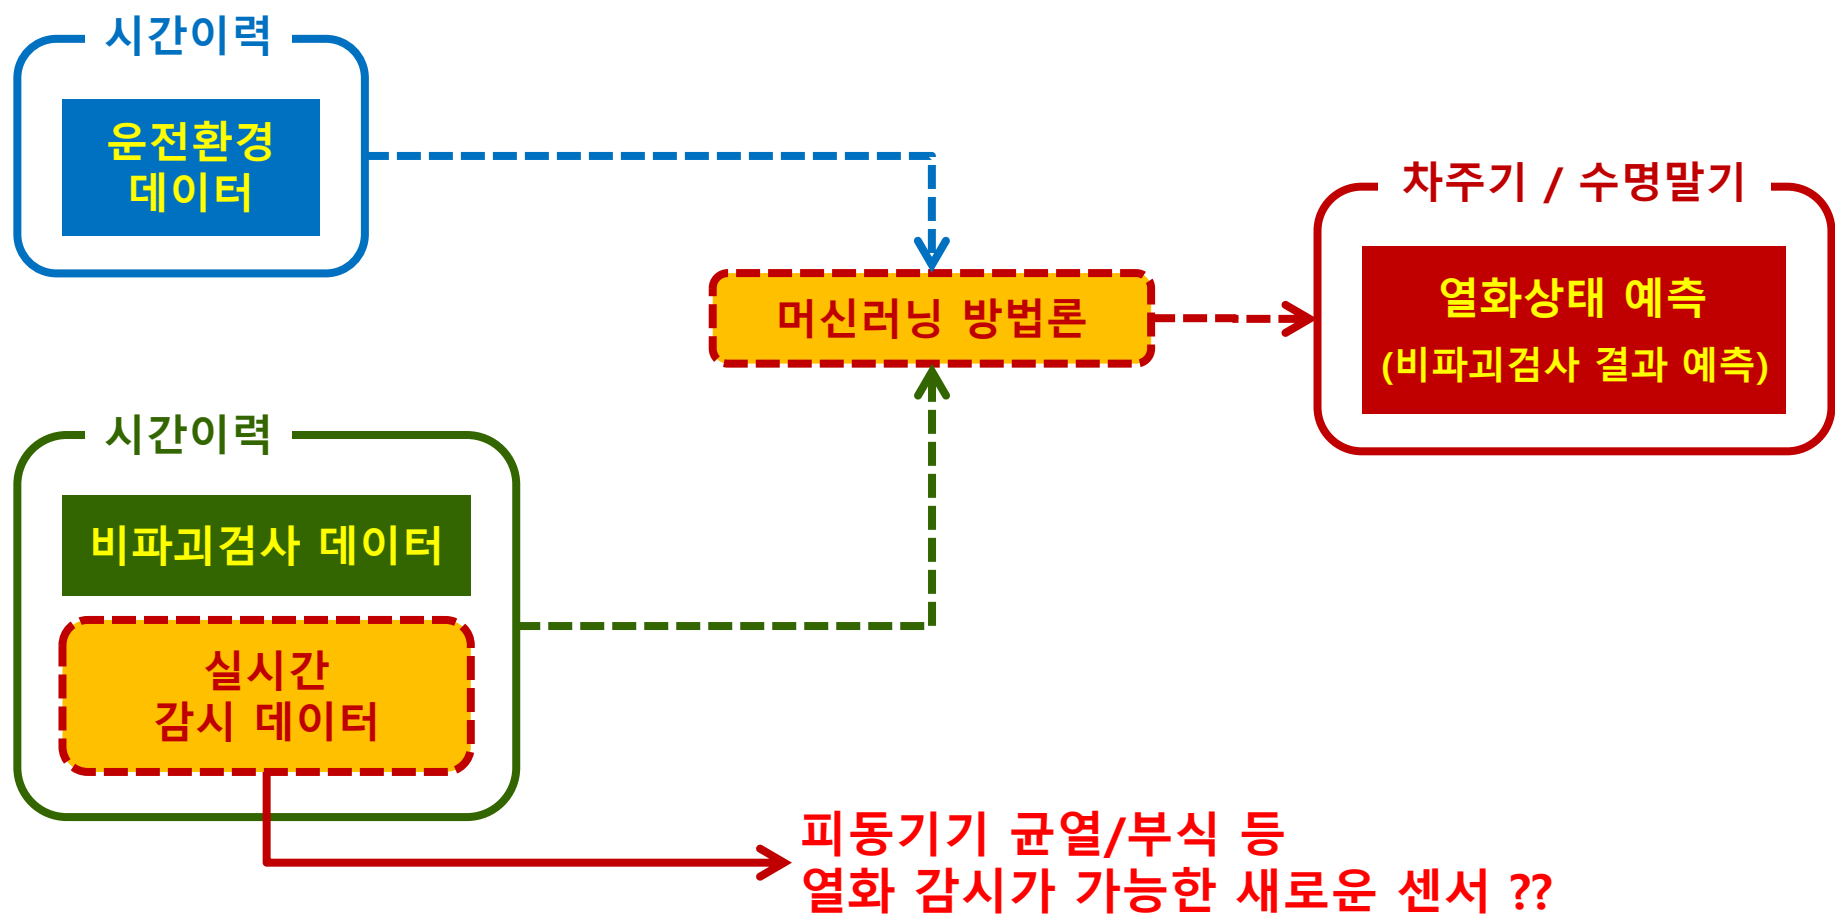 시간이력
운전환경
데이터
머신러닝 방법론
차주기 / 수명말기
열화상태 예측
(비파괴검사 결과 예측)
시간이력
비파괴검사 데이터
실시간
감시 데이터
피동기기 균열/부식 등
열화 감시가 가능한 새로운 센서 ??